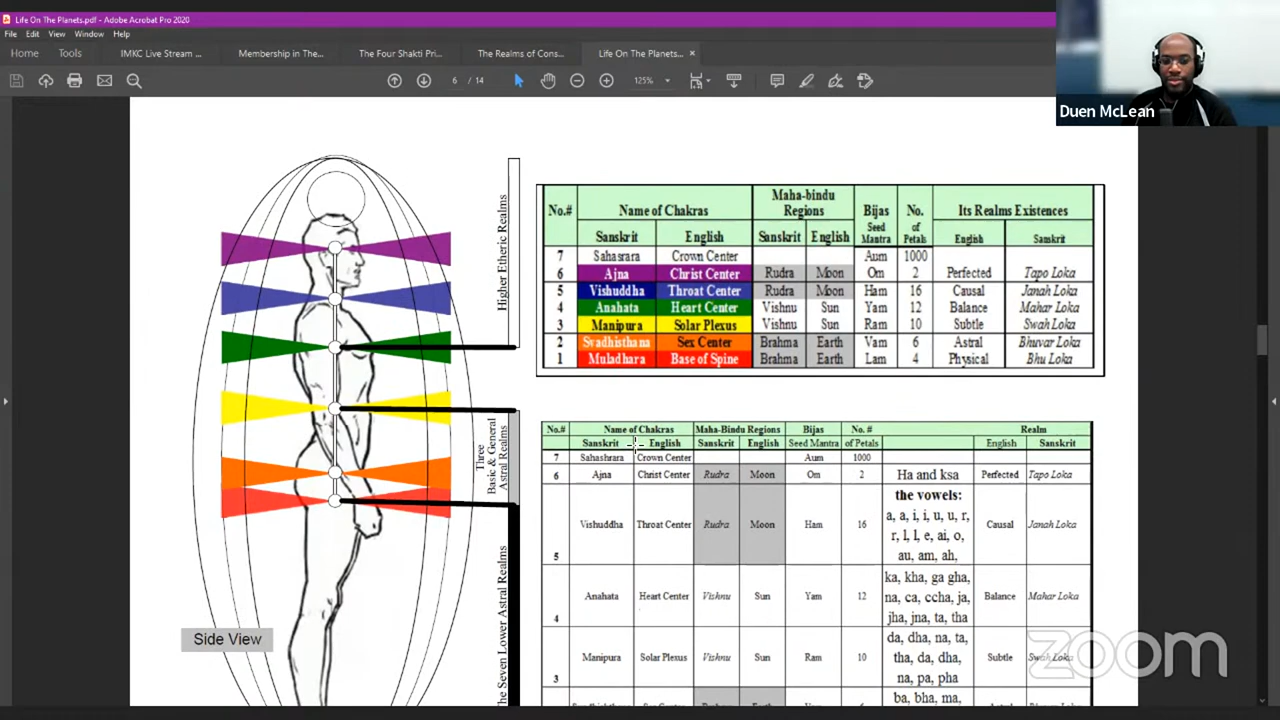 Life On The Planets.pdf - Adobe Acrobat Pro 2020
File Edit View Window Help
Home Tools IMKC Live Stream ... Membership in The... The Four Shakti Pri... The Realms of Cons... Life On The Planets... ×
6 / 14 125%
Duen McLean
Higher Etheric Realms
Three Basic & General Astral Realms
The Seven Lower Astral Realms
Side View
No.# Name of Chakras Maha-bindu Regions Bijas Seed Mantra No. of Petals Its Realms Existences
Sanskrit English Sanskrit English English Sanskrit
7 Sahasrara Crown Center Aum 1000
6 Ajna Christ Center Rudra Moon Om 2 Perfected Tapo Loka
5 Vishuddha Throat Center Rudra Moon Ham 16 Causal Janah Loka
4 Anahata Heart Center Vishnu Sun Yam 12 Balance Mahar Loka
3 Manipura Solar Plexus Vishnu Sun Ram 10 Subtle Swah Loka
2 Svadhisthana Sex Center Brahma Earth Vam 6 Astral Bhuvar Loka
1 Muladhara Base of Spine Brahma Earth Lam 4 Physical Bhu Loka
No.# Name of Chakras Maha-Bindu Regions Bijas No. # Realm
Sanskrit English Sanskrit English Seed Mantra of Petals English Sanskrit
7 Sahashrara Crown Center Aum 1000
6 Ajna Christ Center Rudra Moon Om 2 Ha and ksa Perfected Tapo Loka
5 Vishuddha Throat Center Rudra Moon Ham 16 the vowels:
a, a, i, i, u, u, r,
r, l, l, e, ai, o,
au, am, ah, Causal Janah Loka
4 Anahata Heart Center Vishnu Sun Yam 12 ka, kha, ga gha,
na, ca, ccha, ja,
jha, jna, ta, tha Balance Mahar Loka
3 Manipura Solar Plexus Vishnu Sun Ram 10 da, dha, na, ta,
tha, da, dha,
na, pa, pha Subtle Swah Loka
ba, bha, ma,
zoom